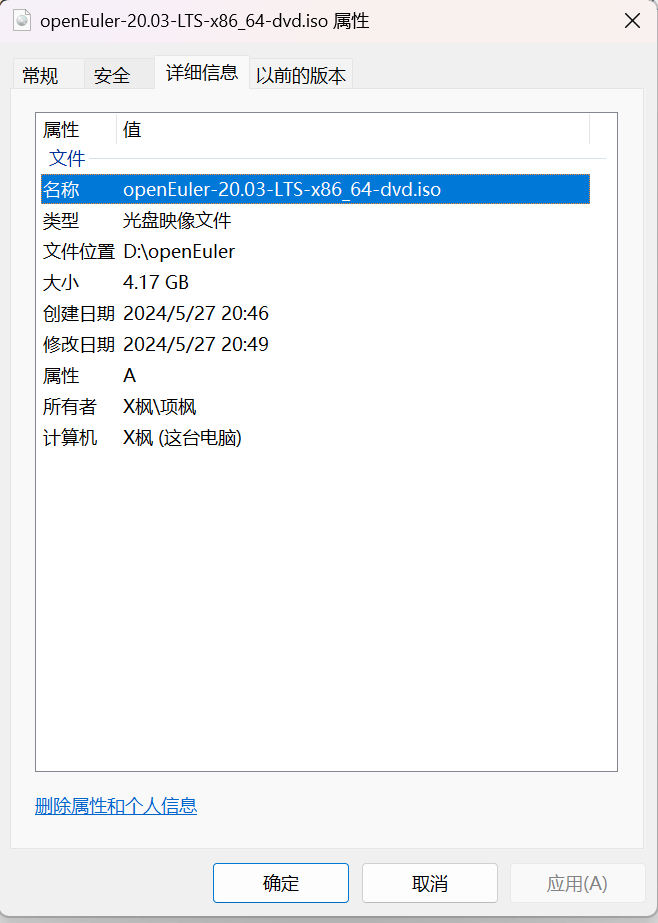 openEuler-20.03-LTS-x86_64-dvd.iso 属性
常规 安全 详细信息 以前的版本
属性 值
文件
名称 openEuler-20.03-LTS-x86_64-dvd.iso
类型 光盘映像文件
文件位置 D:\openEuler
大小 4.17 GB
创建日期 2024/5/27 20:46
修改日期 2024/5/27 20:49
属性 A
所有者 X枫\项枫
计算机 X枫 (这台电脑)
删除属性和个人信息
确定 取消 应用(A)